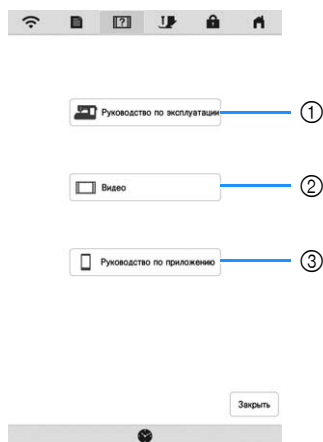 Руководство по эксплуатации
①
Видео
②
Руководство по приложению
③
Закрыть